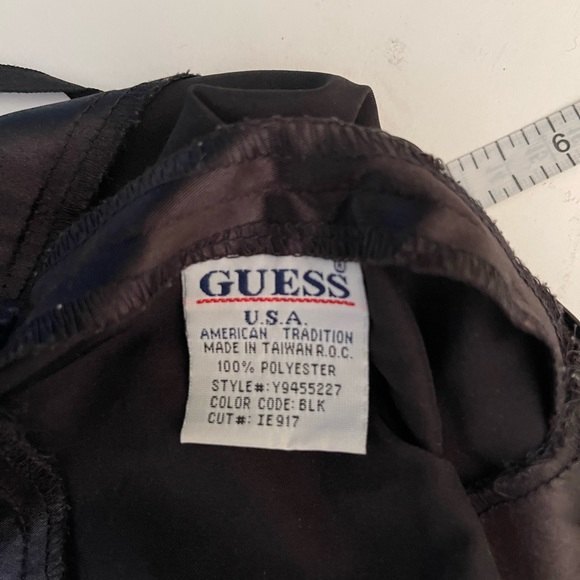 GUESS®
U.S.A.
AMERICAN TRADITION
MADE IN TAIWAN R.O.C.
100% POLYESTER
STYLE#:Y9455227
COLOR CODE: BLK
CUT#: IE917
6